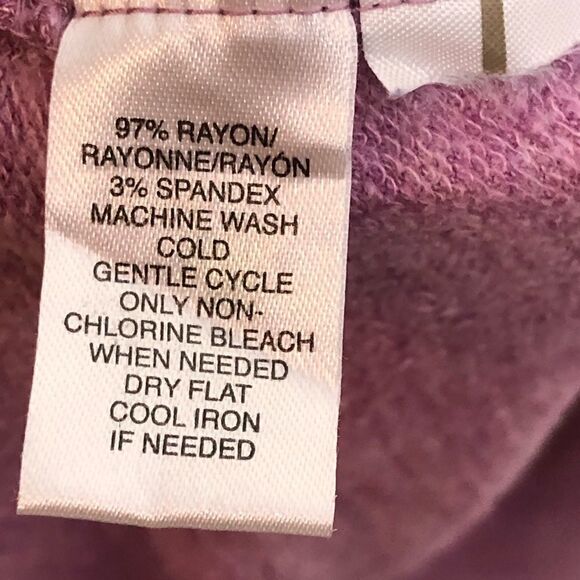 97% RAYON/
RAYONNE/RAYÓN
3% SPANDEX
MACHINE WASH
COLD
GENTLE CYCLE
ONLY NON-
CHLORINE BLEACH
WHEN NEEDED
DRY FLAT
COOL IRON
IF NEEDED